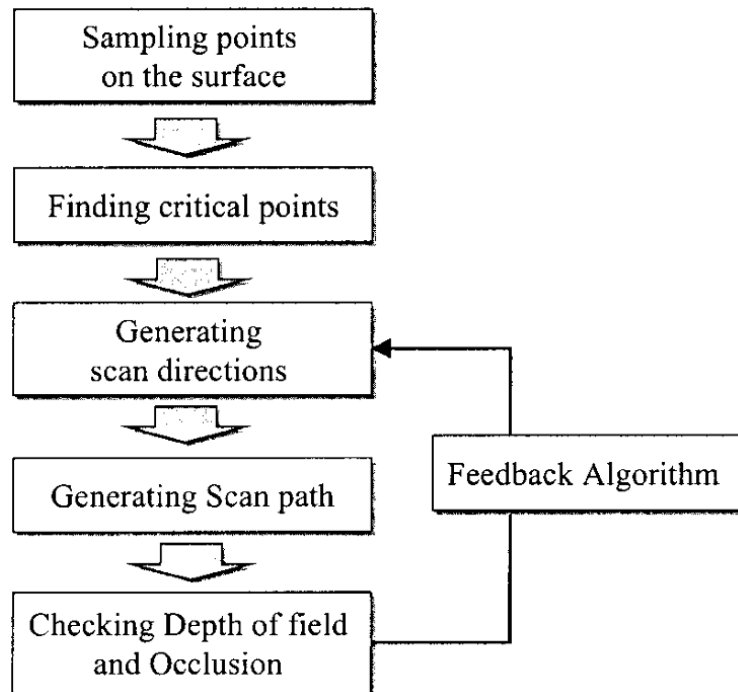 Sampling points
on the surface
Finding critical points
Generating
scan directions
Generating Scan path
Feedback Algorithm
Checking Depth of field
and Occlusion